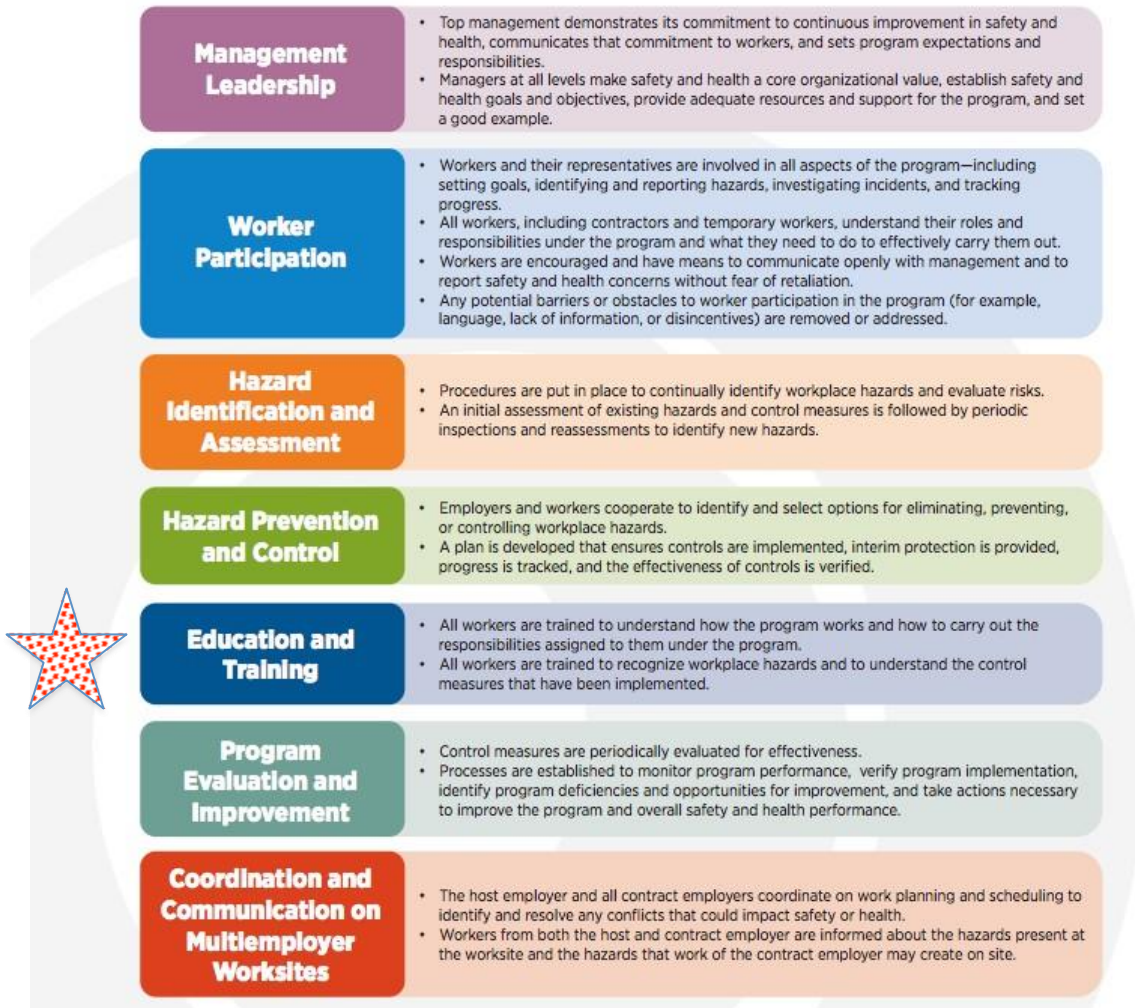 Management
Leadership
• Top management demonstrates its commitment to continuous improvement in safety and
health, communicates that commitment to workers, and sets program expectations and
responsibilities.
• Managers at all levels make safety and health a core organizational value, establish safety and
health goals and objectives, provide adequate resources and support for the program, and set
a good example.
Worker
Participation
• Workers and their representatives are involved in all aspects of the program—including
setting goals, identifying and reporting hazards, investigating incidents, and tracking
progress.
• All workers, including contractors and temporary workers, understand their roles and
responsibilities under the program and what they need to do to effectively carry them out.
• Workers are encouraged and have means to communicate openly with management and to
report safety and health concerns without fear of retaliation.
• Any potential barriers or obstacles to worker participation in the program (for example,
language, lack of information, or disincentives) are removed or addressed.
Hazard
Identification and
Assessment
• Procedures are put in place to continually identify workplace hazards and evaluate risks.
• An initial assessment of existing hazards and control measures is followed by periodic
inspections and reassessments to identify new hazards.
Hazard Prevention
and Control
• Employers and workers cooperate to identify and select options for eliminating, preventing,
or controlling workplace hazards.
• A plan is developed that ensures controls are implemented, interim protection is provided,
progress is tracked, and the effectiveness of controls is verified.
Education and
Training
• All workers are trained to understand how the program works and how to carry out the
responsibilities assigned to them under the program.
• All workers are trained to recognize workplace hazards and to understand the control
measures that have been implemented.
Program
Evaluation and
Improvement
• Control measures are periodically evaluated for effectiveness.
• Processes are established to monitor program performance, verify program implementation,
identify program deficiencies and opportunities for improvement, and take actions necessary
to improve the program and overall safety and health performance.
Coordination and
Communication on
Multiemployer
Worksites
• The host employer and all contract employers coordinate on work planning and scheduling to
identify and resolve any conflicts that could impact safety or health.
• Workers from both the host and contract employer are informed about the hazards present at
the worksite and the hazards that work of the contract employer may create on site.